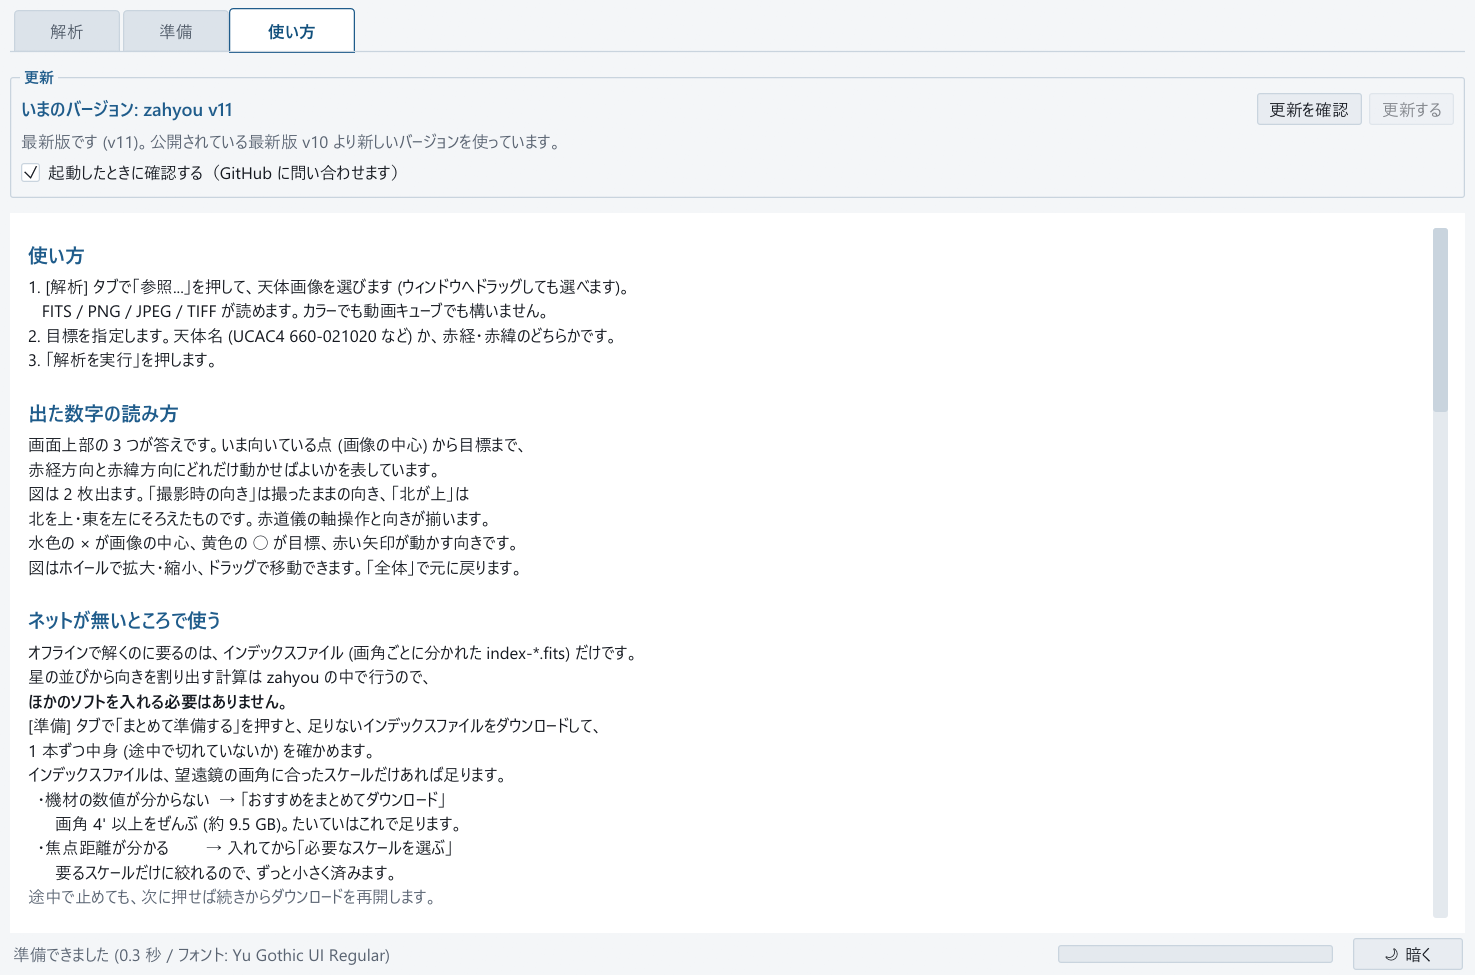 解析
準備
使い方
更新
いまのバージョン: zahyou v11
更新を確認
更新する
最新版です (v11)。公開されている最新版 v10 より新しいバージョンを使っています。
起動したときに確認する（GitHub に問い合わせます）
使い方
1. [解析] タブで「参照...」を押して、天体画像を選びます (ウィンドウへドラッグしても選べます)。
FITS / PNG / JPEG / TIFF が読めます。カラーでも動画キューブでも構いません。
2. 目標を指定します。天体名 (UCAC4 660-021020 など) か、赤経・赤緯のどちらかです。
3. 「解析を実行」を押します。
出た数字の読み方
画面上部の 3 つが答えです。いま向いている点 (画像の中心) から目標まで、
赤経方向と赤緯方向にどれだけ動かせばよいかを表しています。
図は 2 枚出ます。「撮影時の向き」は撮ったままの向き、「北が上」は
北を上・東を左にそろえたものです。赤道儀の軸操作と向きが揃います。
水色の × が画像の中心、黄色の ○ が目標、赤い矢印が動かす向きです。
図はホイールで拡大・縮小、ドラッグで移動できます。「全体」で元に戻ります。
ネットが無いところで使う
オフラインで解くのに要るのは、インデックスファイル (画角ごとに分かれた index-*.fits) だけです。
星の並びから向きを割り出す計算は zahyou の中で行うので、
ほかのソフトを入れる必要はありません。
[準備] タブで「まとめて準備する」を押すと、足りないインデックスファイルをダウンロードして、
1 本ずつ中身 (途中で切れていないか) を確かめます。
インデックスファイルは、望遠鏡の画角に合ったスケールだけあれば足ります。
・機材の数値が分からない → 「おすすめをまとめてダウンロード」
画角 4' 以上をぜんぶ (約 9.5 GB)。たいていはこれで足ります。
・焦点距離が分かる → 入れてから「必要なスケールを選ぶ」
要るスケールだけに絞れるので、ずっと小さく済みます。
途中で止めても、次に押せば続きからダウンロードを再開します。
準備できました (0.3 秒 / フォント: Yu Gothic UI Regular)
暗く